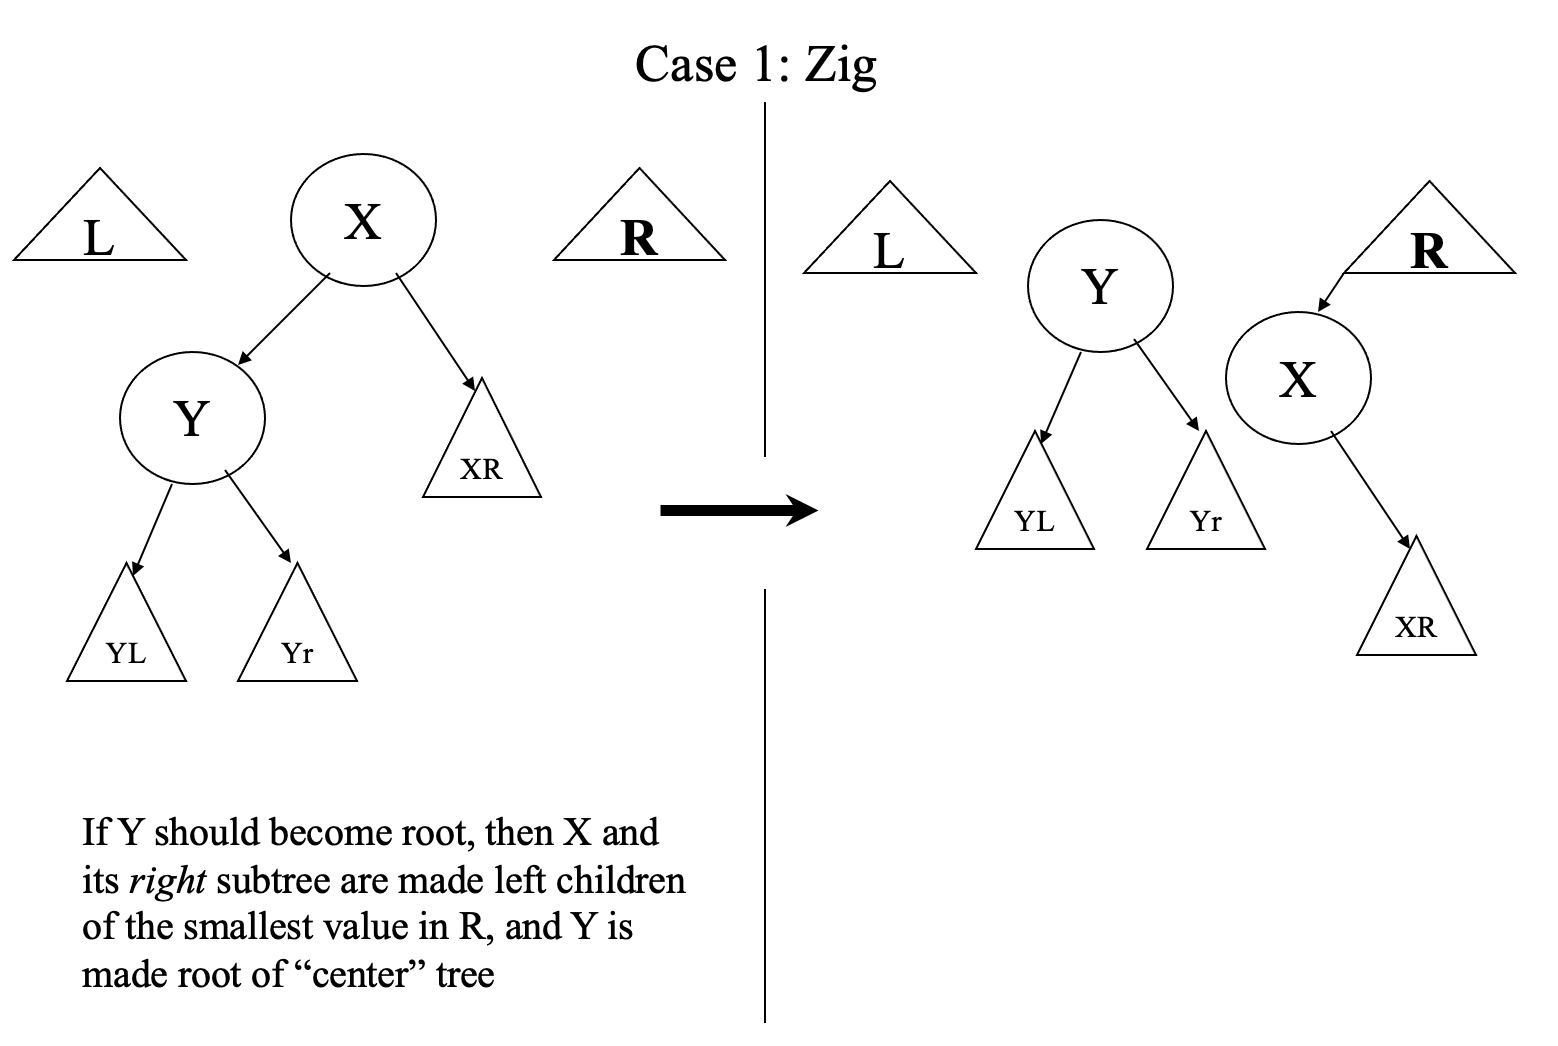 Case 1: Zig
L
X
R
Y
XR
YL
Yr
L
Y
R
X
YL
Yr
XR
If Y should become root, then X and
its right subtree are made left children
of the smallest value in R, and Y is
made root of “center” tree